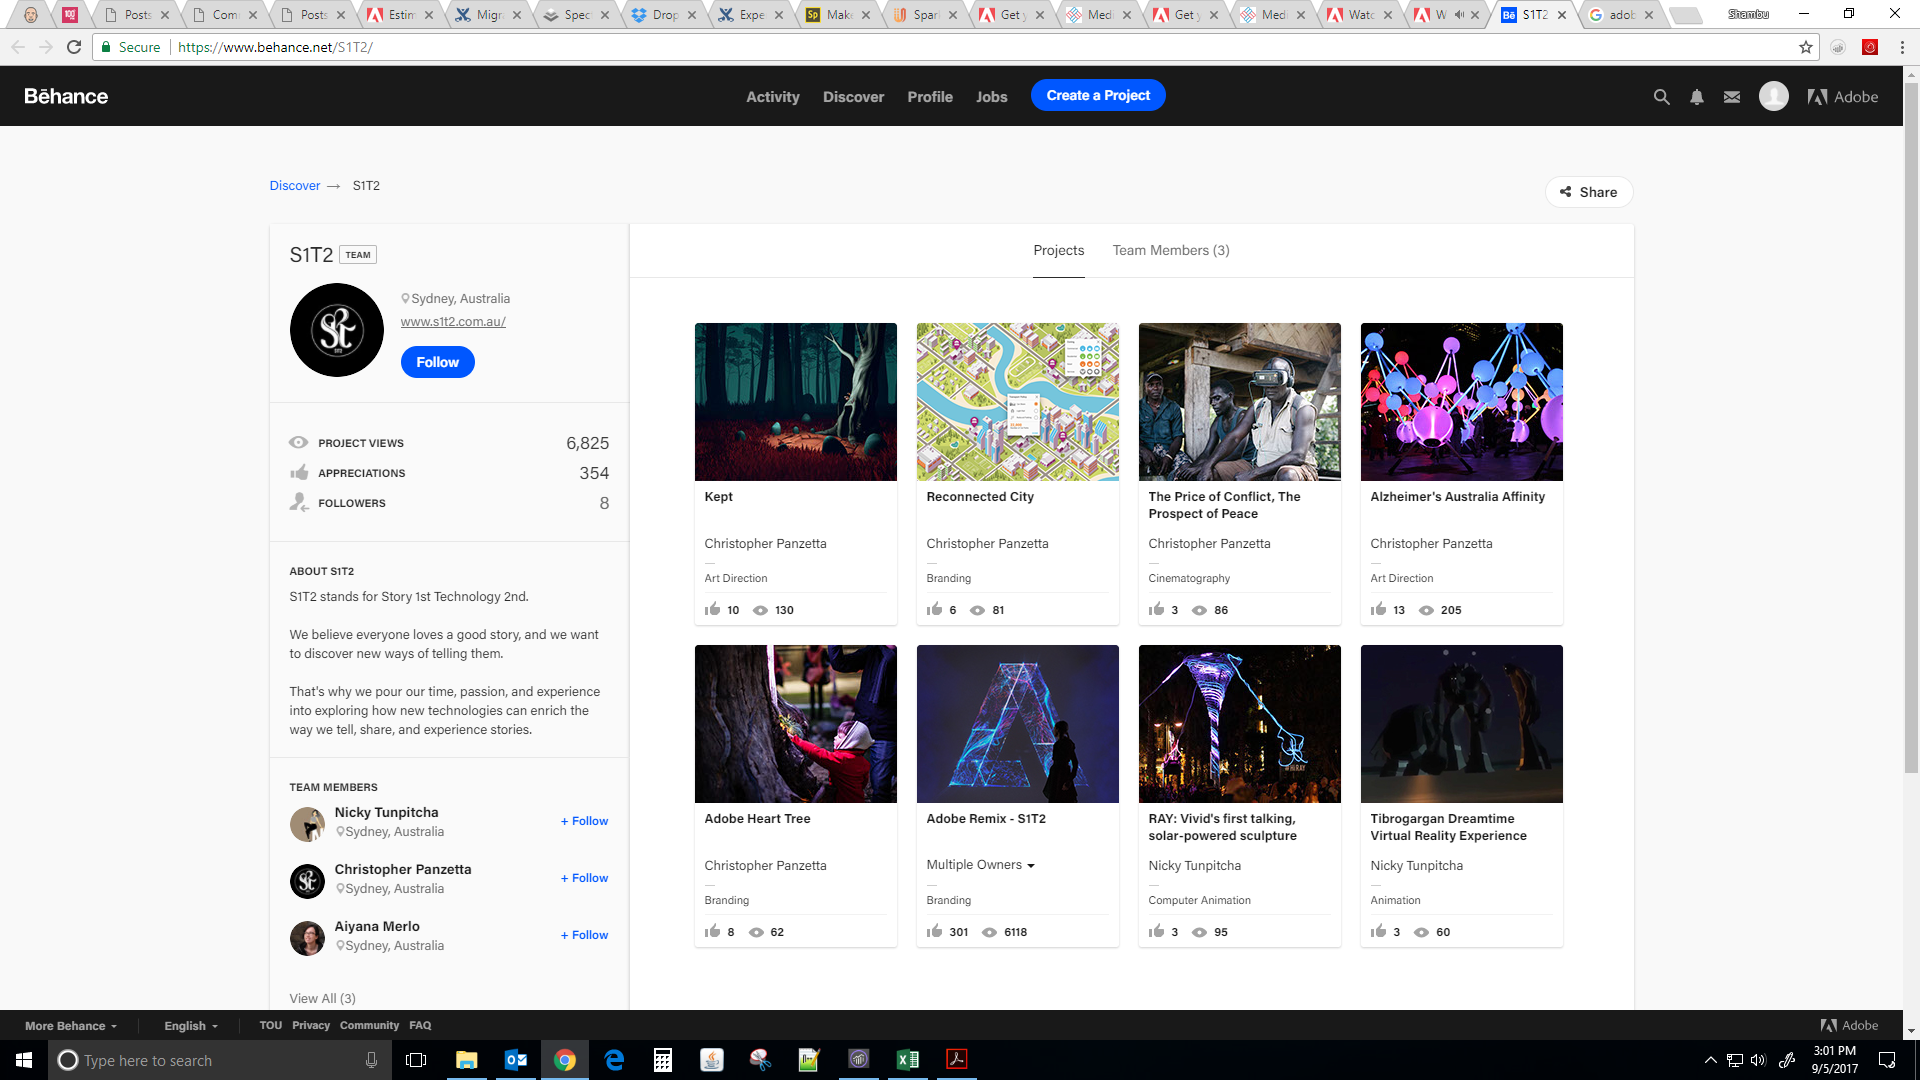 Posts
Com
Posts
Estim
Migra
Spect
Drop
Expe
Make
Spar
Get y
Medi
Get y
Medi
Watc
W
S1T2
adob
Shambu
Secure
https://www.behance.net/S1T2/
Bēhance
Activity
Discover
Profile
Jobs
Create a Project
Adobe
Discover → S1T2
Share
S1T2 TEAM
Sydney, Australia
www.s1t2.com.au/
Follow
PROJECT VIEWS 6,825
APPRECIATIONS 354
FOLLOWERS 8
ABOUT S1T2
S1T2 stands for Story 1st Technology 2nd.
We believe everyone loves a good story, and we want
to discover new ways of telling them.
That's why we pour our time, passion, and experience
into exploring how new technologies can enrich the
way we tell, share, and experience stories.
TEAM MEMBERS
Nicky Tunpitcha
Sydney, Australia
+ Follow
Christopher Panzetta
Sydney, Australia
+ Follow
Aiyana Merlo
Sydney, Australia
+ Follow
View All (3)
Projects
Team Members (3)
Kept
Christopher Panzetta
Art Direction
10 130
Reconnected City
Christopher Panzetta
Branding
6 81
The Price of Conflict, The
Prospect of Peace
Christopher Panzetta
Cinematography
3 86
Alzheimer's Australia Affinity
Christopher Panzetta
Art Direction
13 205
Adobe Heart Tree
Christopher Panzetta
Branding
8 62
Adobe Remix - S1T2
Multiple Owners
Branding
301 6118
RAY: Vivid's first talking,
solar-powered sculpture
Nicky Tunpitcha
Computer Animation
3 95
Tibrogargan Dreamtime
Virtual Reality Experience
Nicky Tunpitcha
Animation
3 60
More Behance
English
TOU
Privacy
Community
FAQ
Adobe
Type here to search
3:01 PM
9/5/2017